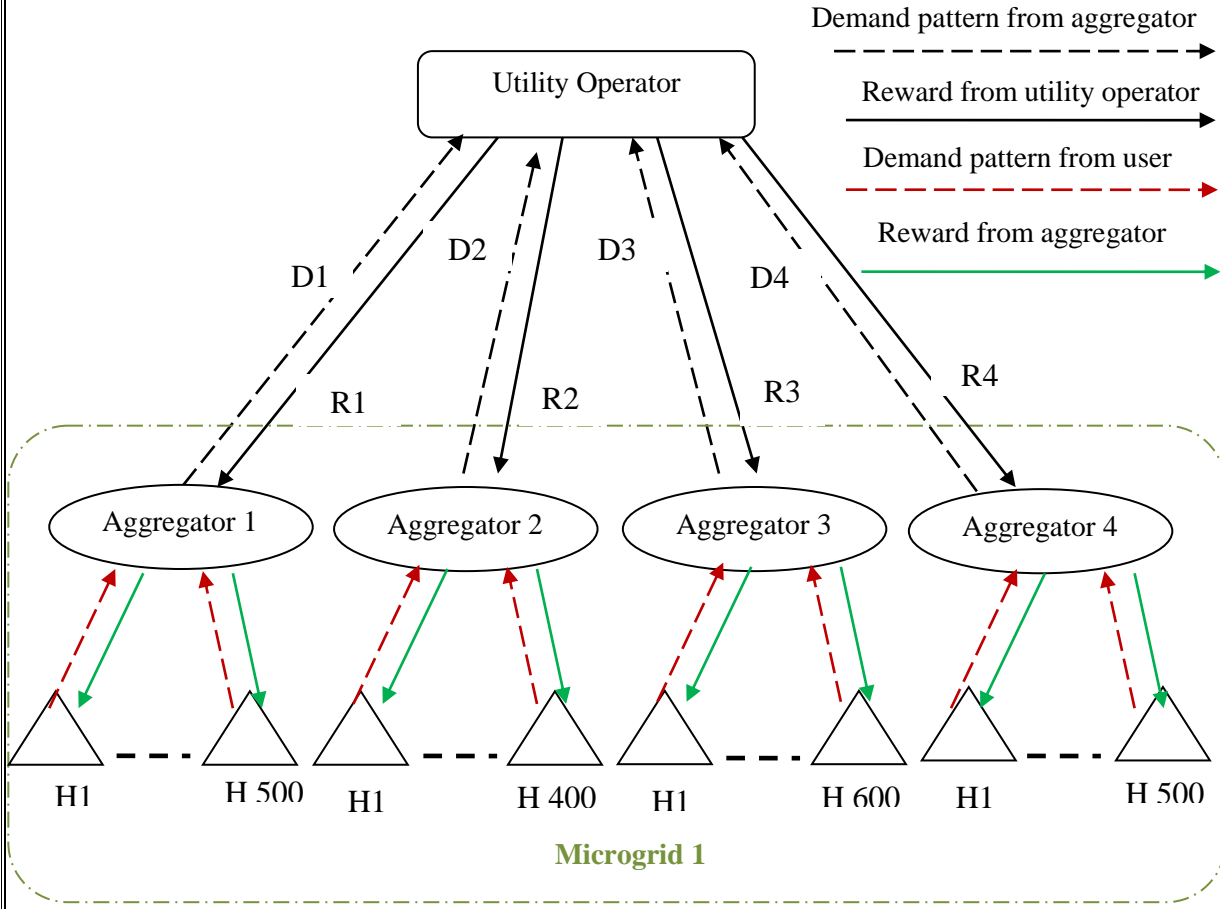 Demand pattern from aggregator
Utility Operator
Reward from utility operator
Demand pattern from user
Reward from aggregator
D1
D2
D3
D4
R1
R2
R3
R4
Aggregator 1
Aggregator 2
Aggregator 3
Aggregator 4
H1
H 500
H1
H 400
H1
H 600
H1
H 500
Microgrid 1